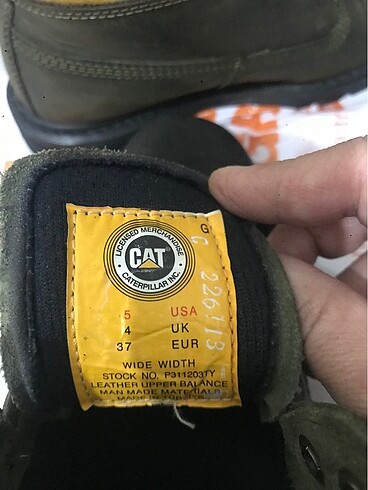 LICENSED MERCHANDISE
CAT
CATERPILLAR INC.
G
5 USA
4 UK
37 EUR
WIDE WIDTH
STOCK NO. P311203TY
LEATHER UPPER BALANCE
MAN MADE MATERIALS